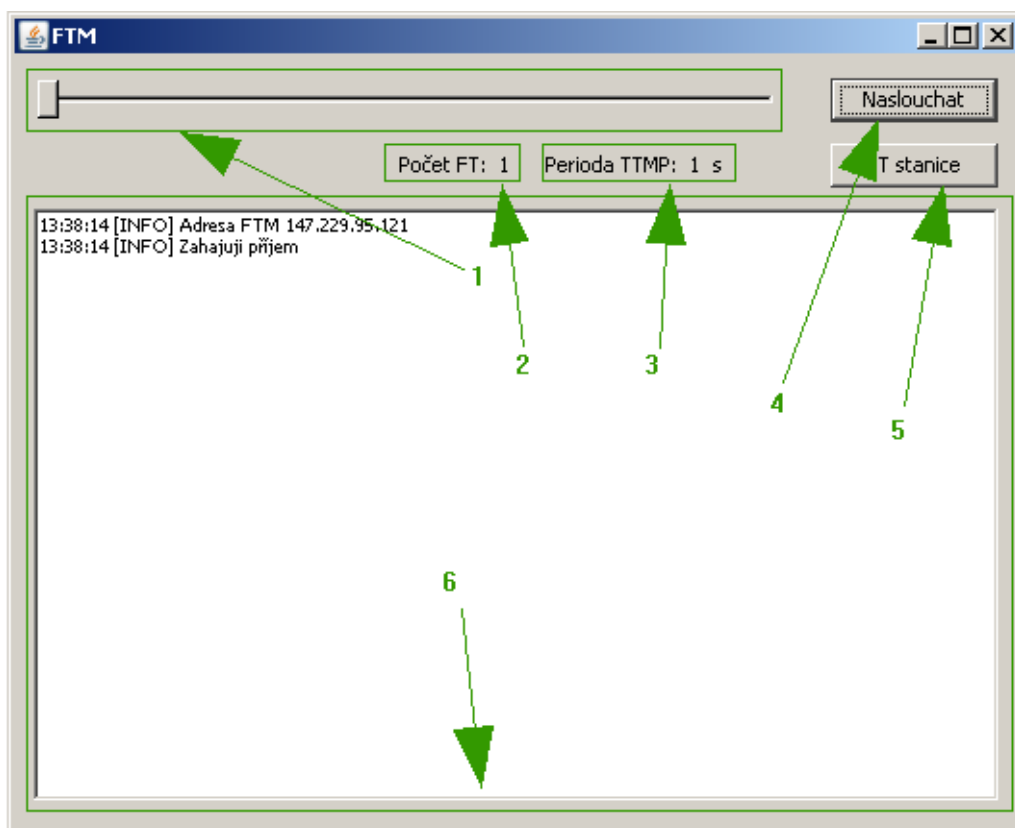 FTM
Naslouchat
Počet FT: 1 Perioda TTMP: 1 s
T stanice
13:38:14 [INFO] Adresa FTM 147.229.95.121
13:38:14 [INFO] Zahajuji příjem
1
2
3
4
5
6